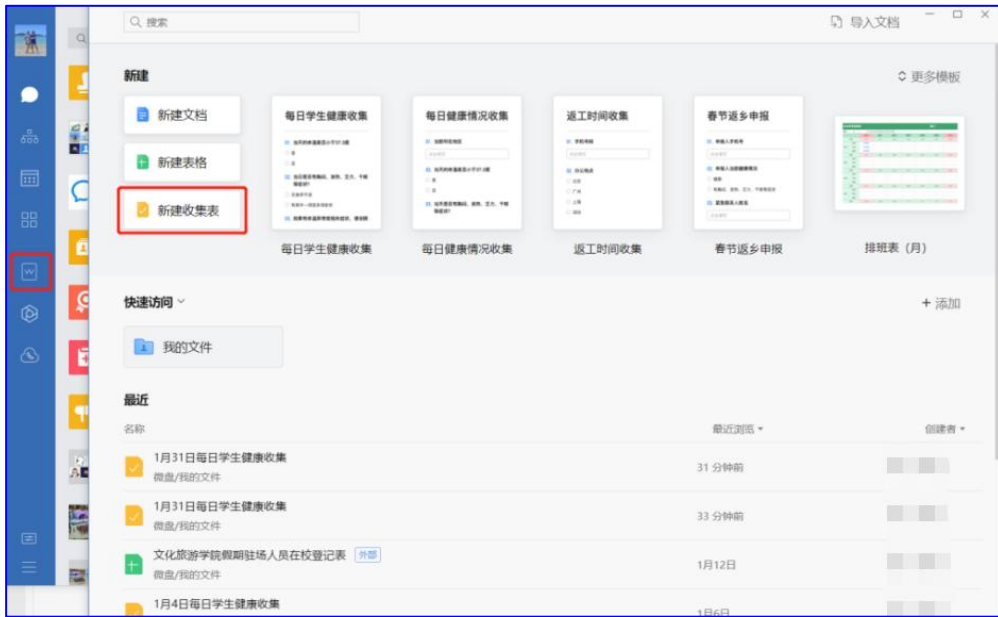 搜索
导入文档
新建
更多模板
新建文档
新建表格
新建收集表
每日学生健康收集
每日健康情况收集
返工时间收集
春节返乡申报
每日学生健康收集
每日健康情况收集
返工时间收集
春节返乡申报
排班表（月）
快速访问
+ 添加
我的文件
最近
名称
最近浏览
创建者
1月31日每日学生健康收集
微盘/我的文件
31 分钟前
1月31日每日学生健康收集
微盘/我的文件
33 分钟前
文化旅游学院假期驻场人员在校登记表 外部
微盘/我的文件
1月12日
1月4日每日学生健康收集
1月6日